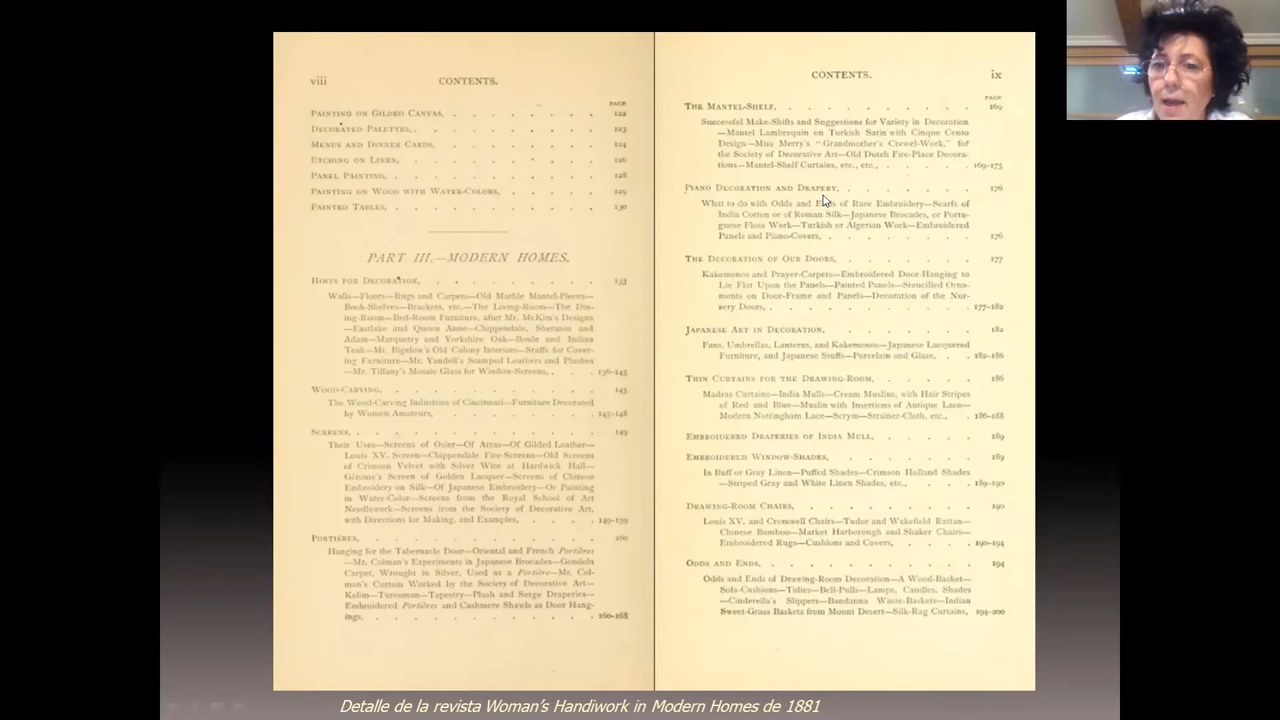 viii CONTENTS.
PAGE
PAINTING ON GILDED CANVAS, 122
DECORATED PALETTES, 123
MENUS AND DINNER CARDS, 124
ETCHING ON LINEN, 126
PANEL PAINTING, 128
PAINTING ON WOOD WITH WATER-COLORS, 129
PAINTED TABLES, 130
PART III.—MODERN HOMES.
HINTS FOR DECORATION, 133
Walls—Floors—Rugs and Carpets—Old Marble Mantel-Pieces—
Book-Shelves—Brackets, etc.—The Living-Room—The Din-
ing-Room—Bed-Room Furniture, after Mr. McKim's Designs
—Eastlake and Queen Anne—Chippendale, Sheraton and
Adam—Marquetry and Yorkshire Oak—Boule and Indian
Teak—Mr. Bigelow's Old Colony Interiors—Stuffs for Cover-
ing Furniture—Mr. Yandell's Stamped Leathers and Plushes
—Mr. Tiffany's Mosaic Glass for Window-Screens, 136-145
WOOD-CARVING, 145
The Wood-Carving Industries of Cincinnati—Furniture Decorated
by Women Amateurs, 145-148
SCREENS, 149
Their Uses—Screens of Osier—Of Arras—Of Gilded Leather—
Louis XV. Screen—Chippendale Fire-Screens—Old Screens
of Crimson Velvet with Silver Wire at Hardwick Hall—
Gérome's Screen of Golden Lacquer—Screens of Chinese
Embroidery on Silk—Of Japanese Embroidery—Or Painting
in Water-Color—Screens from the Royal School of Art
Needlework—Screens from the Society of Decorative Art,
with Directions for Making, and Examples, 149-159
PORTIÈRES, 160
Hanging for the Tabernacle Door—Oriental and French Portières
—Mr. Colman's Experiments in Japanese Brocades—Gondola
Carpet, Wrought in Silver, Used as a Portière—Mr. Col-
man's Curtain Worked by the Society of Decorative Art—
Kelim—Turcoman—Tapestry—Plush and Serge Draperies—
Embroidered Portières and Cashmere Shawls as Door Hang-
ings, 160-168
CONTENTS. ix
PAGE
THE MANTEL-SHELF, 169
Successful Make-Shifts and Suggestions for Variety in Decoration
—Mantel Lambrequin on Turkish Satin with Cinque Cento
Design—Miss Merry's "Grandmother's Crewel-Work," for
the Society of Decorative Art—Old Dutch Fire-Place Decora-
tions—Mantel-Shelf Curtains, etc., etc., 169-175
PIANO DECORATION AND DRAPERY, 176
What to do with Odds and Ends of Rare Embroidery—Scarfs of
India Cotton or of Roman Silk—Japanese Brocades, or Portu-
guese Floss Work—Turkish or Algerian Work—Embroidered
Panels and Piano-Covers, 176
THE DECORATION OF OUR DOORS, 177
Kakemonos and Prayer-Carpets—Embroidered Door-Hanging to
Lie Flat Upon the Panels—Painted Panels—Stencilled Orna-
ments on Door-Frame and Panels—Decoration of the Nur-
sery Doors, 177-182
JAPANESE ART IN DECORATION, 182
Fans, Umbrellas, Lanterns, and Kakemonos—Japanese Lacquered
Furniture, and Japanese Stuffs—Porcelain and Glaze, 182-186
THIN CURTAINS FOR THE DRAWING-ROOM, 186
Madras Curtains—India Mulls—Cream Muslins, with Hair Stripes
of Red and Blue—Muslin with Insertions of Antique Lace—
Modern Nottingham Lace—Scrym—Strainer-Cloth, etc., 186-188
EMBROIDERED DRAPERIES OF INDIA MULL, 189
EMBROIDERED WINDOW-SHADES, 189
In Buff or Gray Linen—Puffed Shades—Crimson Holland Shades
—Striped Gray and White Linen Shades, etc., 189-190
DRAWING-ROOM CHAIRS, 190
Louis XV. and Cromwell Chairs—Tudor and Wakefield Rattan—
Chinese Bamboo—Market Harborough and Shaker Chairs—
Embroidered Rugs—Cushions and Covers, 190-194
ODDS AND ENDS, 194
Odds and Ends of Drawing-Room Decoration—A Wood-Basket—
Sofa-Cushions—Tidies—Bell-Pulls—Lamps, Candles, Shades
—Cinderella's Slippers—Bandanna Waste-Baskets—Indian
Sweet-Grass Baskets from Mount Desert—Silk-Rag Curtains, 194-200
Detalle de la revista Woman's Handiwork in Modern Homes de 1881